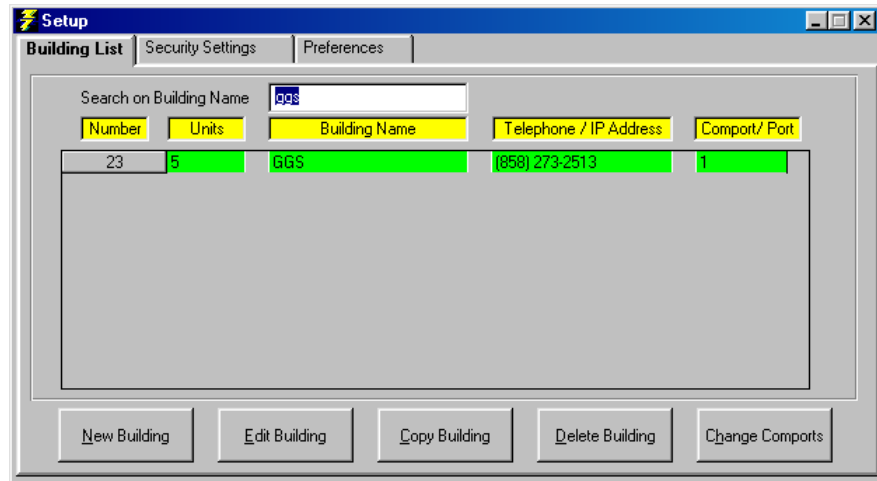 Setup
Building List Security Settings Preferences
Search on Building Name ggs
Number Units Building Name Telephone / IP Address Comport/ Port
23 5 GGS (858) 273-2513 1
New Building Edit Building Copy Building Delete Building Change Comports